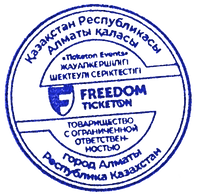 Қазақстан Республикасы
Алматы қаласы
«Ticketon Events»
ЖАУАПКЕРШІЛІГІ
ШЕКТЕУЛІ СЕРІКТЕСТІГІ
FREEDOM
TICKETON
ТОВАРИЩЕСТВО
С ОГРАНИЧЕННОЙ
ОТВЕТСТВЕН-
НОСТЬЮ
город Алматы
Республика Казахстан